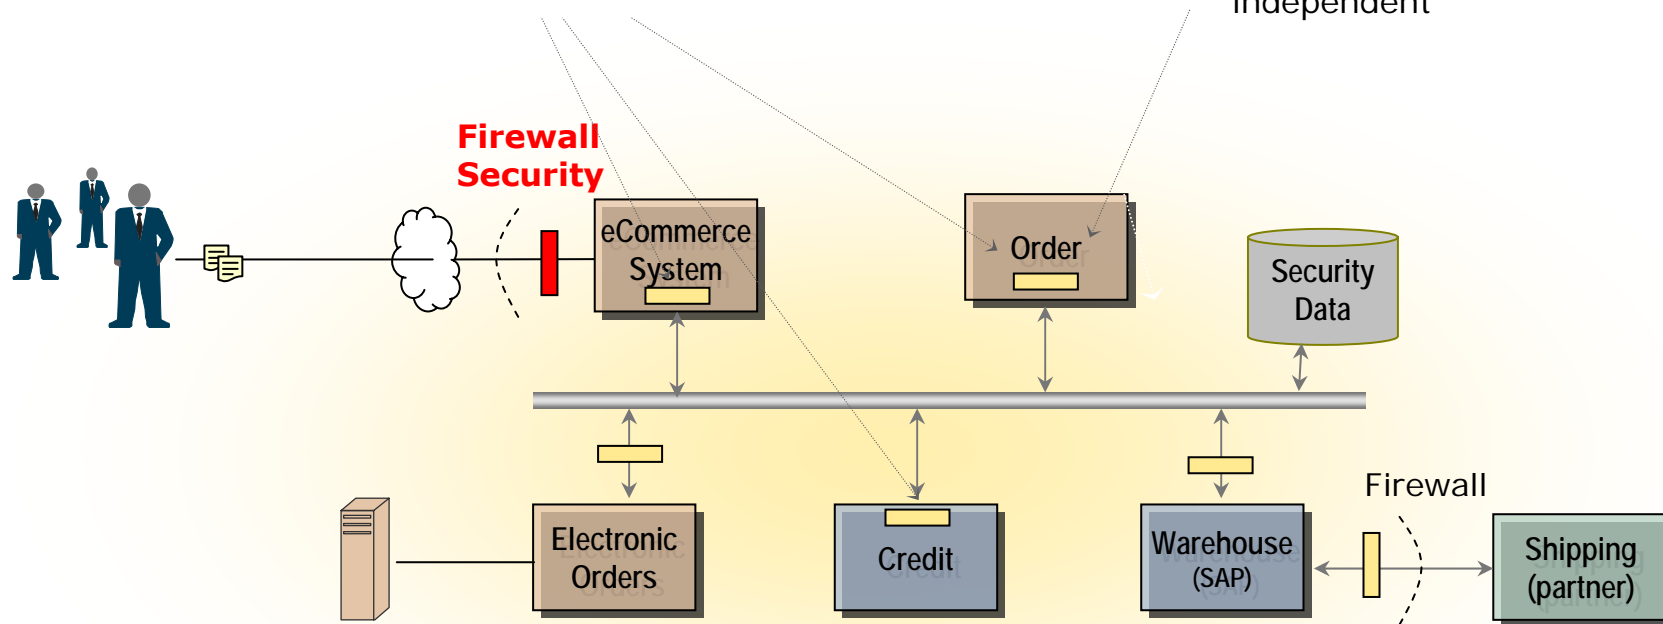 Independent
Firewall
Security
eCommerce
System
Order
Security
Data
Firewall
Electronic
Orders
Credit
Warehouse
(SAP)
Shipping
(partner)